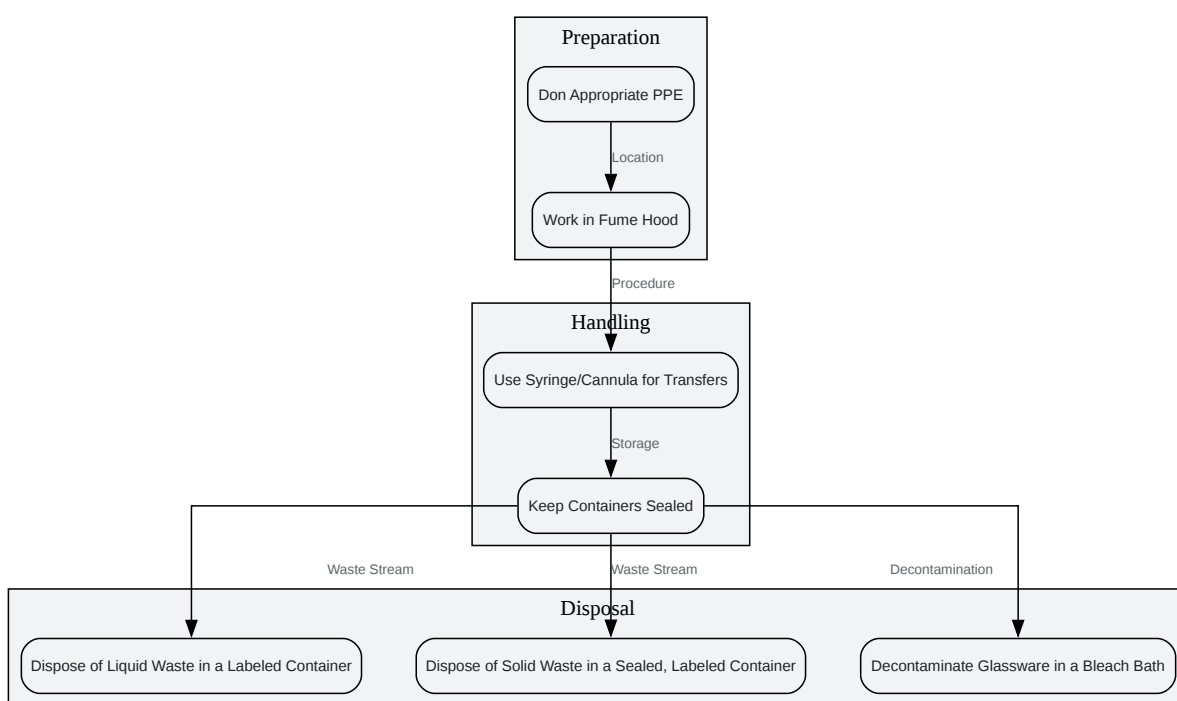 Preparation
Don Appropriate PPE
Location
Work in Fume Hood
Procedure
Handling
Use Syringe/Cannula for Transfers
Storage
Keep Containers Sealed
Waste Stream
Waste Stream
Decontamination
Disposal
Dispose of Liquid Waste in a Labeled Container
Dispose of Solid Waste in a Sealed, Labeled Container
Decontaminate Glassware in a Bleach Bath